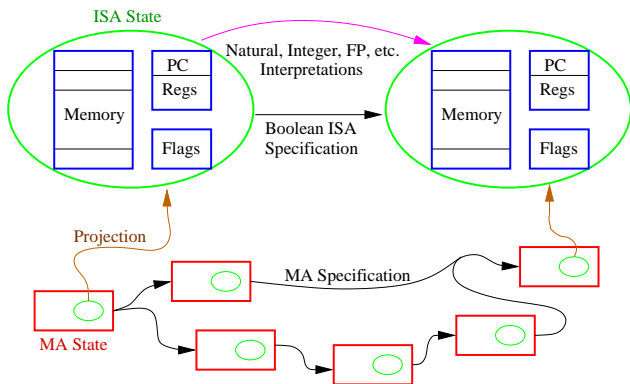 ISA State
Natural, Integer, FP, etc.
Interpretations
PC
Regs
Memory
Flags
Boolean ISA
Specification
PC
Regs
Memory
Flags
Projection
MA Specification
MA State